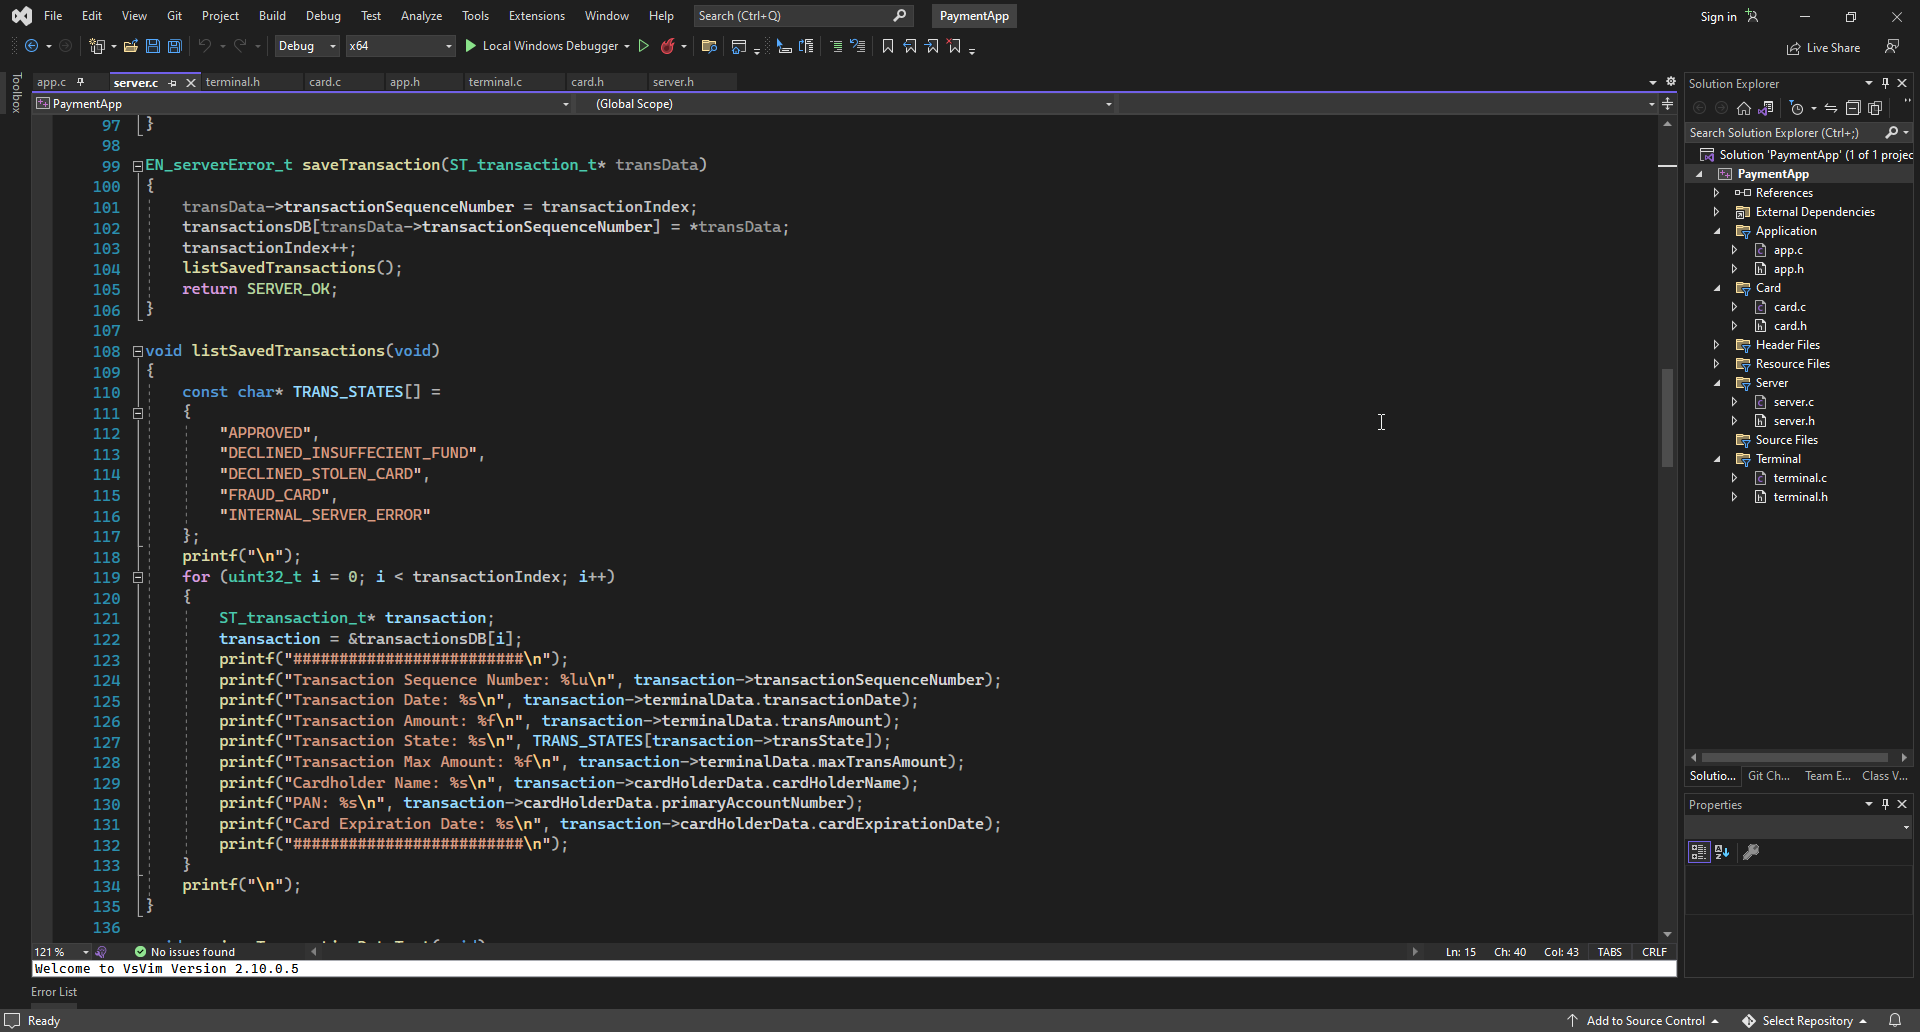 File Edit View Git Project Build Debug Test Analyze Tools Extensions Window Help Search (Ctrl+Q) PaymentApp Sign in
Debug x64 Local Windows Debugger Live Share
Toolbox
app.c server.c terminal.h card.c app.h terminal.c card.h server.h
PaymentApp (Global Scope)
97 }
98
99 EN_serverError_t saveTransaction(ST_transaction_t* transData)
100 {
101 transData->transactionSequenceNumber = transactionIndex;
102 transactionsDB[transData->transactionSequenceNumber] = *transData;
103 transactionIndex++;
104 listSavedTransactions();
105 return SERVER_OK;
106 }
107
108 void listSavedTransactions(void)
109 {
110 const char* TRANS_STATES[] =
111 {
112 "APPROVED",
113 "DECLINED_INSUFFECIENT_FUND",
114 "DECLINED_STOLEN_CARD",
115 "FRAUD_CARD",
116 "INTERNAL_SERVER_ERROR"
117 };
118 printf("\n");
119 for (uint32_t i = 0; i < transactionIndex; i++)
120 {
121 ST_transaction_t* transaction;
122 transaction = &transactionsDB[i];
123 printf("#########################\n");
124 printf("Transaction Sequence Number: %lu\n", transaction->transactionSequenceNumber);
125 printf("Transaction Date: %s\n", transaction->terminalData.transactionDate);
126 printf("Transaction Amount: %f\n", transaction->terminalData.transAmount);
127 printf("Transaction State: %s\n", TRANS_STATES[transaction->transState]);
128 printf("Transaction Max Amount: %f\n", transaction->terminalData.maxTransAmount);
129 printf("Cardholder Name: %s\n", transaction->cardHolderData.cardHolderName);
130 printf("PAN: %s\n", transaction->cardHolderData.primaryAccountNumber);
131 printf("Card Expiration Date: %s\n", transaction->cardHolderData.cardExpirationDate);
132 printf("#########################\n");
133 }
134 printf("\n");
135 }
136
121 % No issues found Ln: 15 Ch: 40 Col: 43 TABS CRLF
Welcome to VsVim Version 2.10.0.5
Error List
Ready Add to Source Control Select Repository
Solution Explorer
Search Solution Explorer (Ctrl+;)
Solution 'PaymentApp' (1 of 1 projec
PaymentApp
References
External Dependencies
Application
app.c
app.h
Card
card.c
card.h
Header Files
Resource Files
Server
server.c
server.h
Source Files
Terminal
terminal.c
terminal.h
Solutio... Git Ch... Team E... Class V...
Properties